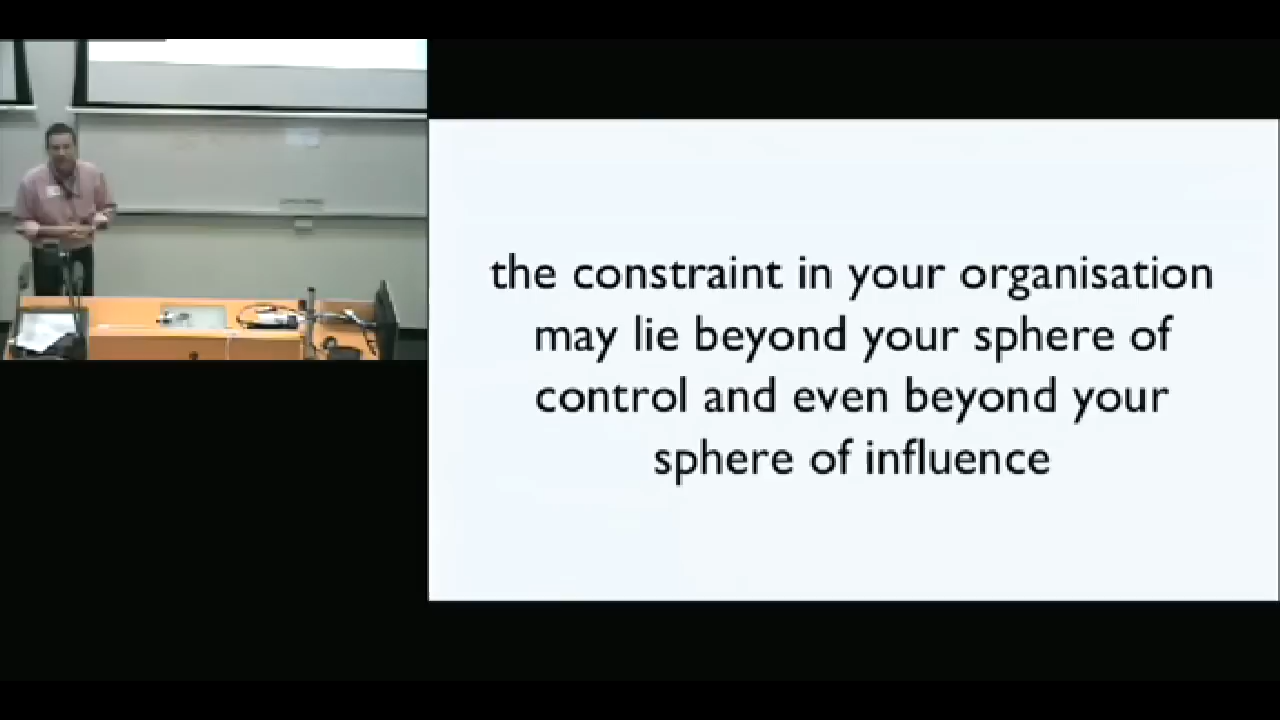 the constraint in your organisation
may lie beyond your sphere of
control and even beyond your
sphere of influence